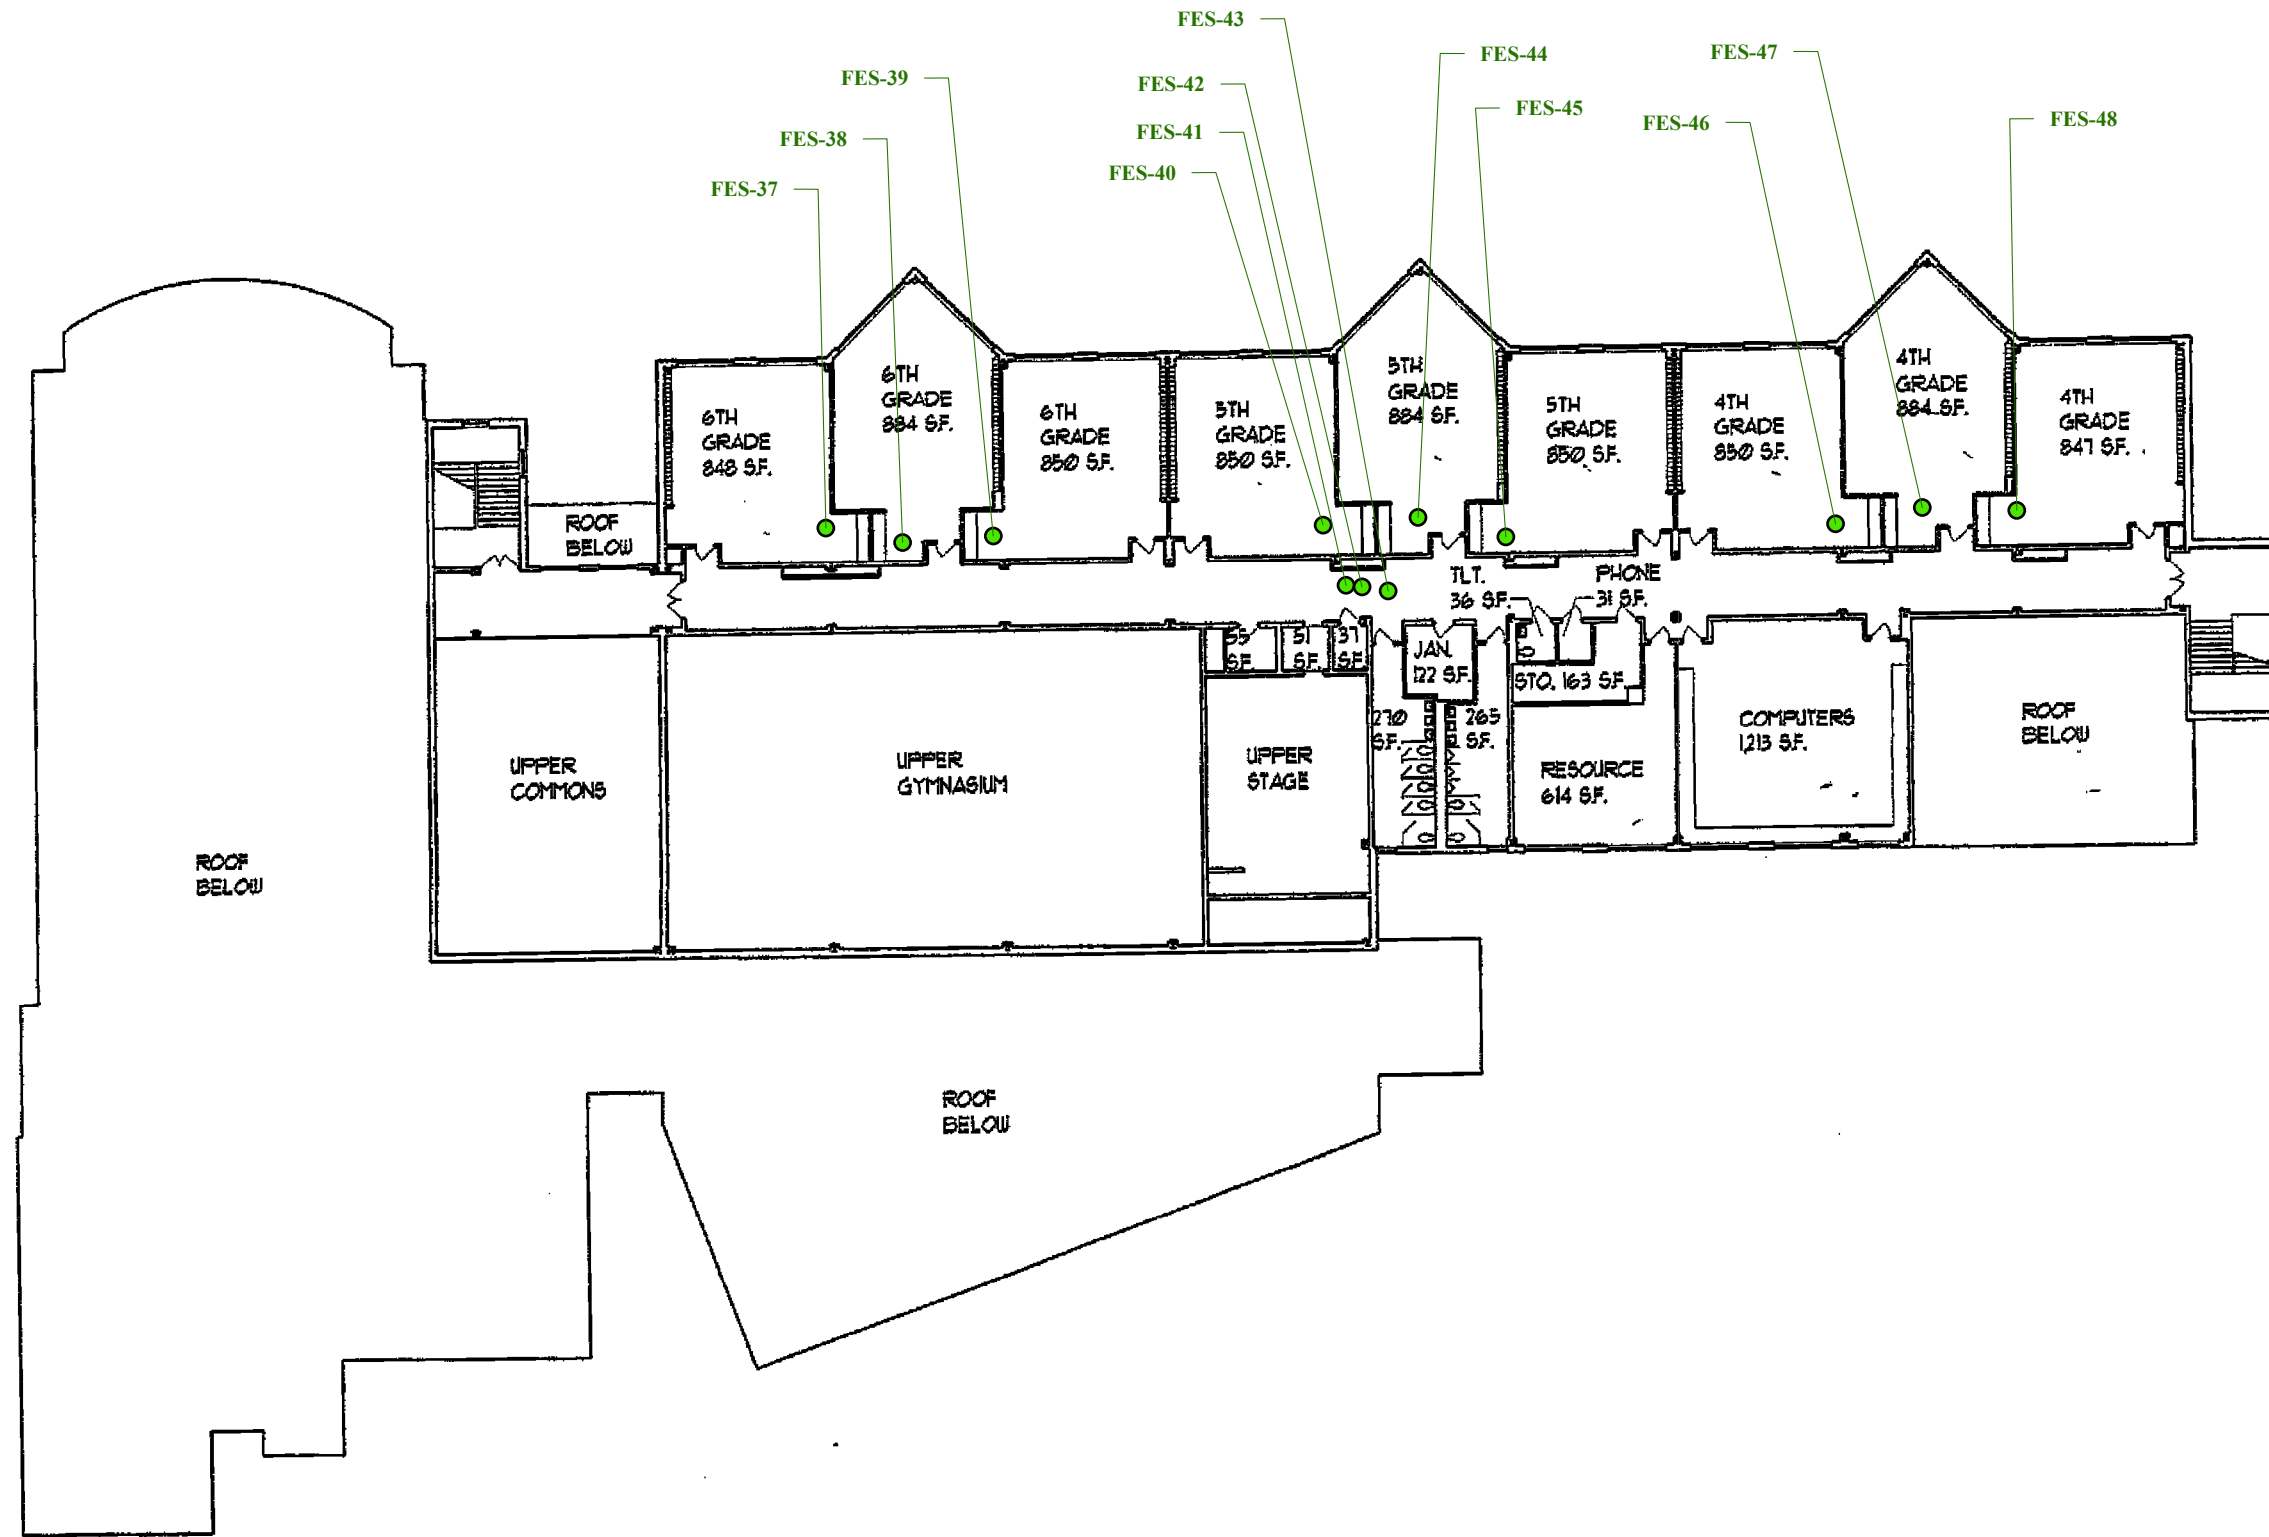 FES-43
FES-44
FES-47
FES-39
FES-42
FES-45
FES-48
FES-46
FES-41
FES-38
FES-40
FES-37
6TH
GRADE
848 S.F.
6TH
GRADE
884 S.F.
6TH
GRADE
850 S.F.
5TH
GRADE
850 S.F.
5TH
GRADE
884 S.F.
5TH
GRADE
850 S.F.
4TH
GRADE
850 S.F.
4TH
GRADE
884 S.F.
4TH
GRADE
847 S.F.
ROOF
BELOW
TLT.
36 S.F.
PHONE
31 S.F.
55
S.F.
51
S.F.
37
S.F.
JAN.
122 S.F.
STO. 163 S.F.
270
S.F.
265
S.F.
UPPER
COMMONS
UPPER
GYMNASIUM
UPPER
STAGE
RESOURCE
614 S.F.
COMPUTERS
1,213 S.F.
ROOF
BELOW
ROOF
BELOW
ROOF
BELOW